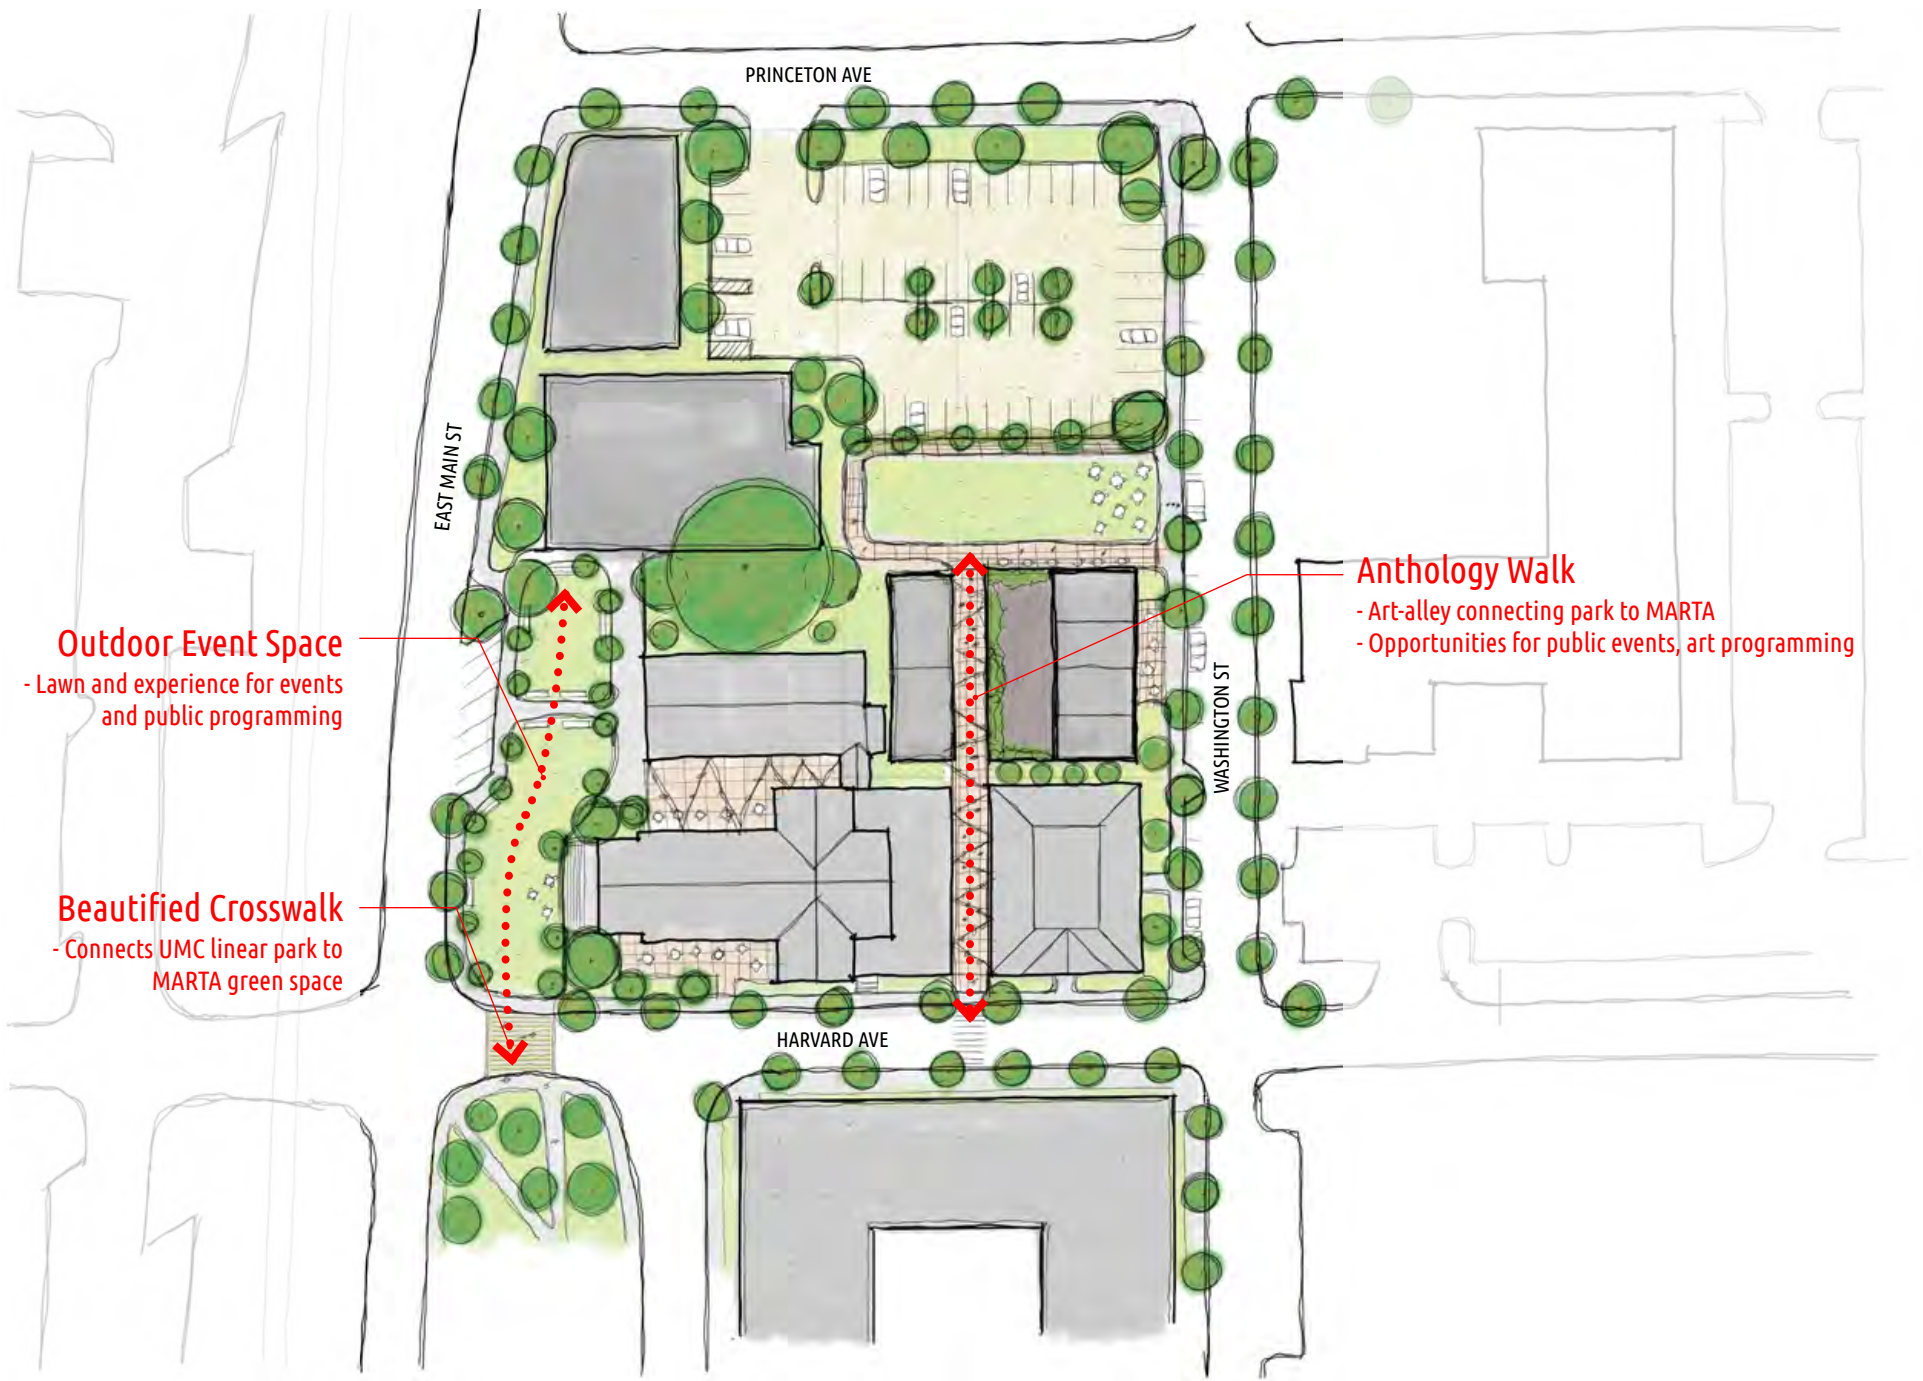 PRINCETON AVE
EAST MAIN ST
Outdoor Event Space
- Lawn and experience for events
and public programming
Beautified Crosswalk
- Connects UMC linear park to
MARTA green space
Anthology Walk
- Art-alley connecting park to MARTA
- Opportunities for public events, art programming
WASHINGTON ST
HARVARD AVE